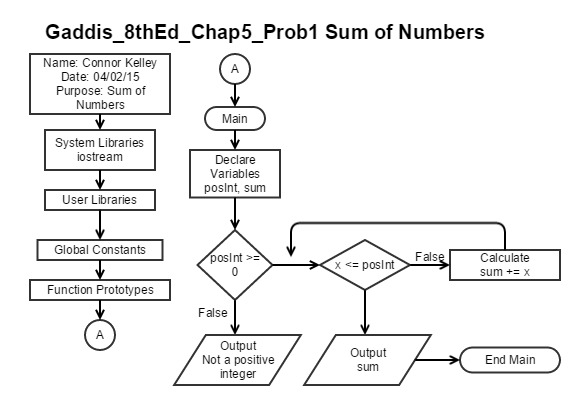 Gaddis_8thEd_Chap5_Prob1 Sum of Numbers
Name: Connor Kelley
Date: 04/02/15
Purpose: Sum of
Numbers
System Libraries
iostream
User Libraries
Global Constants
Function Prototypes
A
A
Main
Declare
Variables
posInt, sum
posInt >=
0
False
Output
Not a positive
integer
x <= posInt
False
Calculate
sum += x
Output
sum
End Main